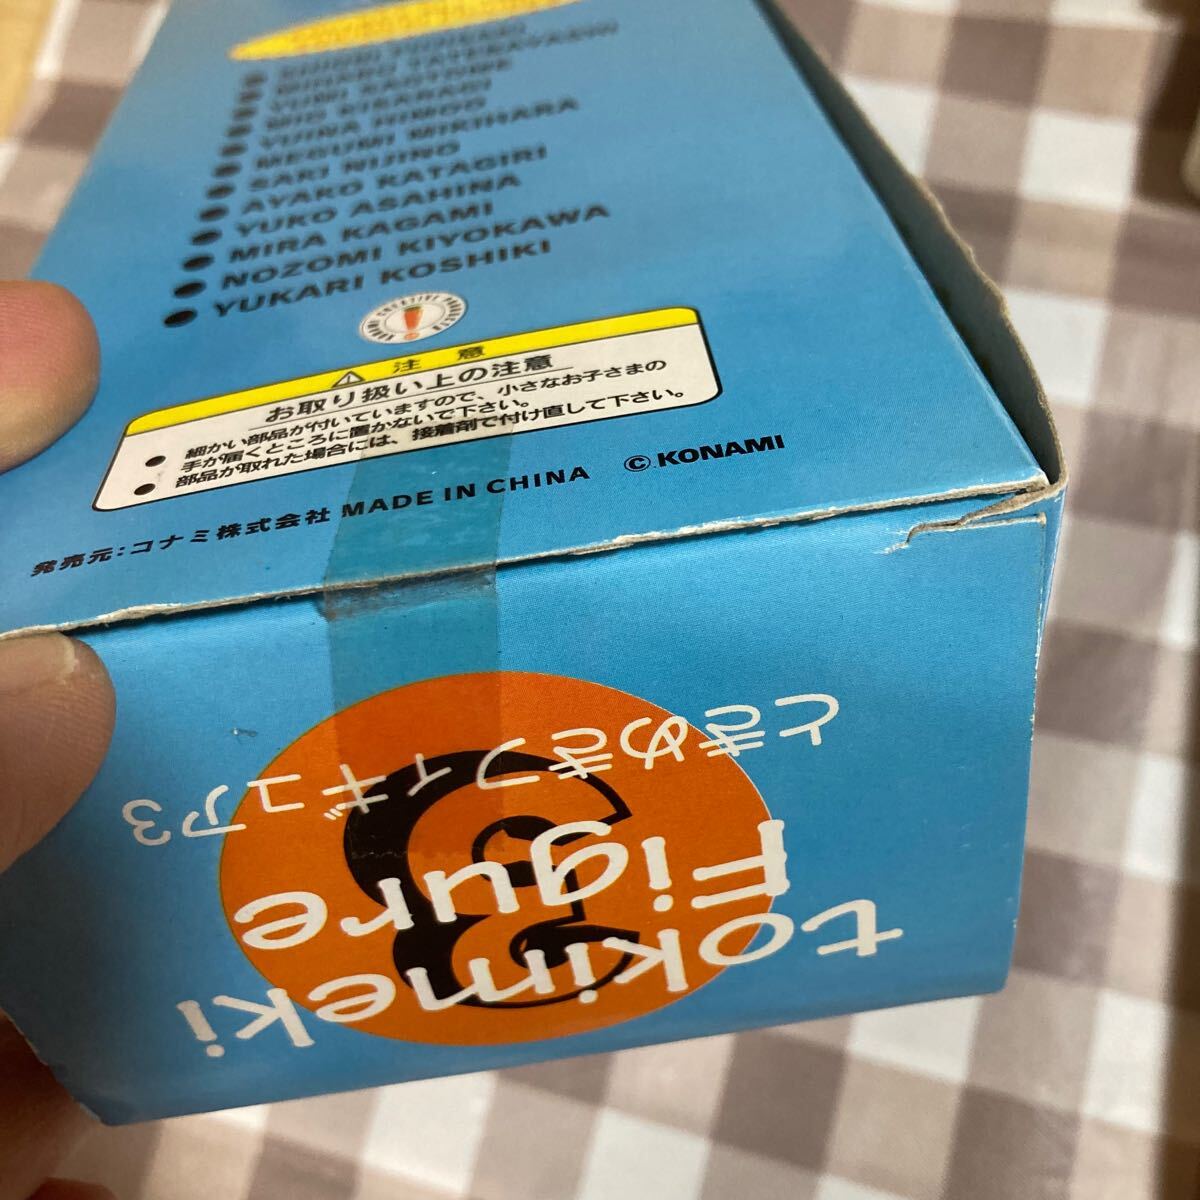 YUMI SAOTOME
MIO KISARAGI
YUINA HIMOO
MEGUMI MIKIHARA
SAKI NIJINO
AYAKO KATAGIRI
YUKO ASAHINA
MIRA KAGAMI
NOZOMI KIYOKAWA
YUKARI KOSHIKI
注意
お取り扱い上の注意
● 細かい部品が付いていますので、小さなお子さまの
手が届くところに置かないで下さい。
● 部品が取れた場合には、接着剤で付け直して下さい。
発売元:コナミ株式会社 MADE IN CHINA © KONAMI
tokimeki
Figure
3
ときめきフィギュア3